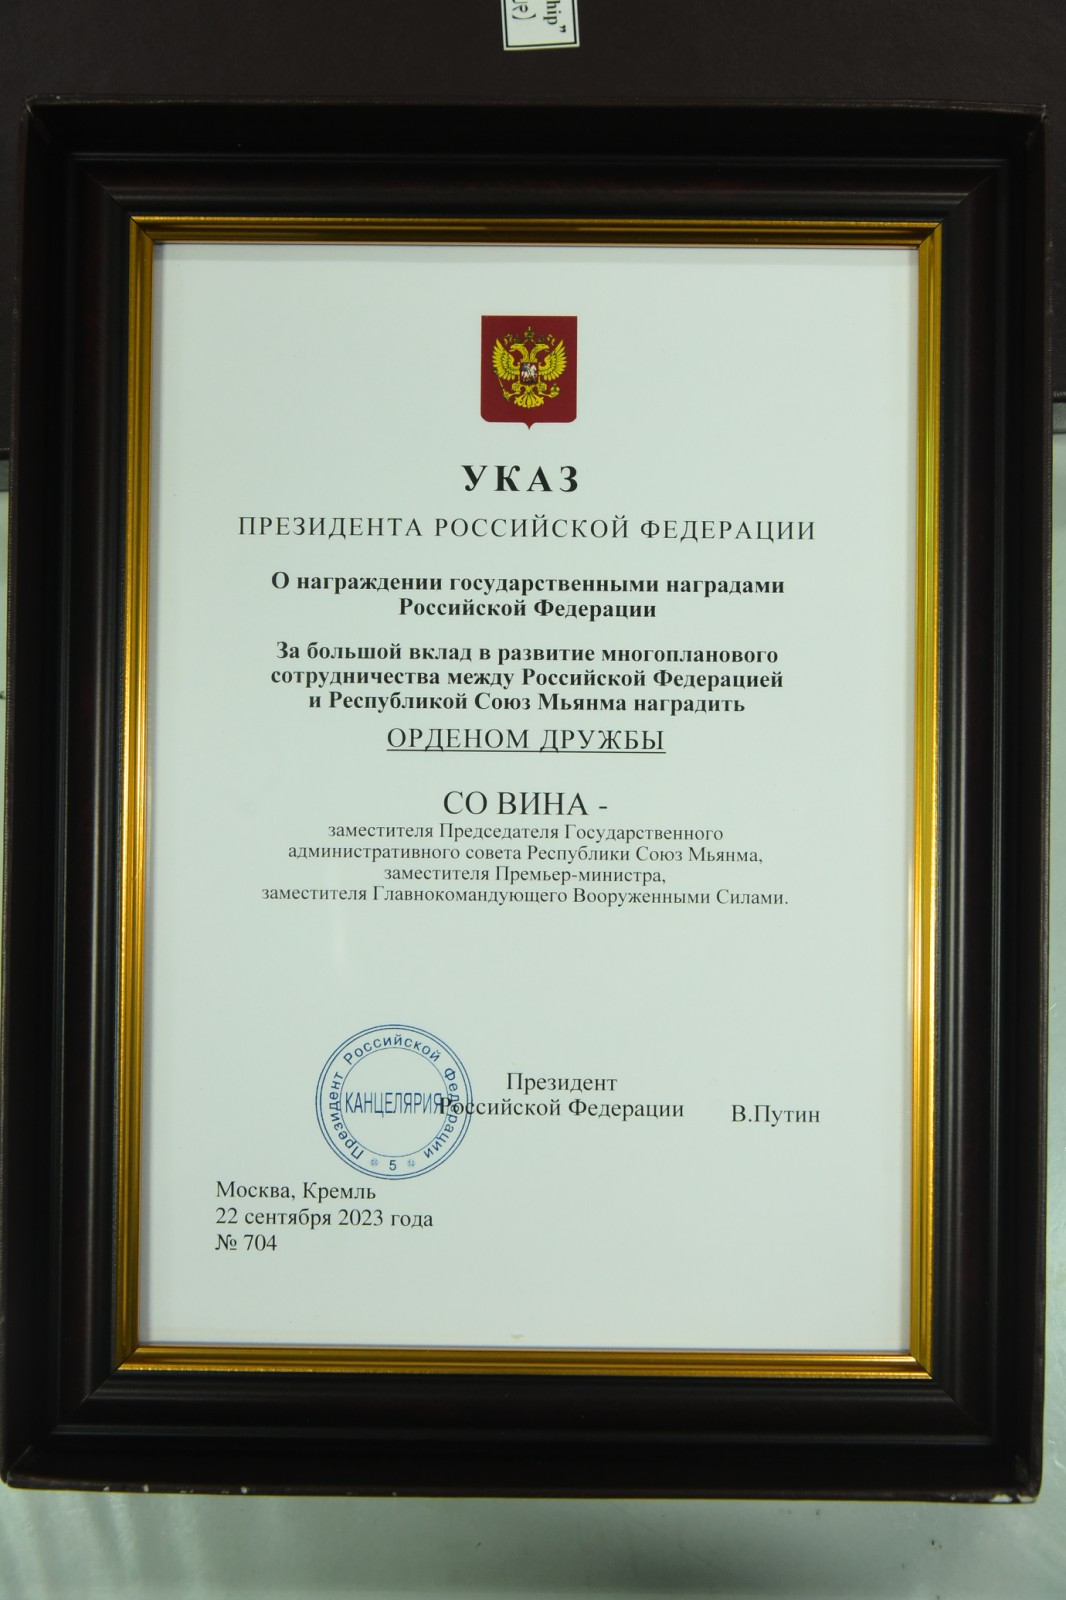 hip”
УКАЗ
ПРЕЗИДЕНТА РОССИЙСКОЙ ФЕДЕРАЦИИ
О награждении государственными наградами
Российской Федерации
За большой вклад в развитие многопланового
сотрудничества между Российской Федерацией
и Республикой Союз Мьянма наградить
ОРДЕНОМ ДРУЖБЫ
СО ВИНА -
заместителя Председателя Государственного
административного совета Республики Союз Мьянма,
заместителя Премьер-министра,
заместителя Главнокомандующего Вооруженными Силами.
Президент Российской Федерации
КАНЦЕЛЯРИЯ
5
Президент
Российской Федерации
В.Путин
Москва, Кремль
22 сентября 2023 года
№ 704